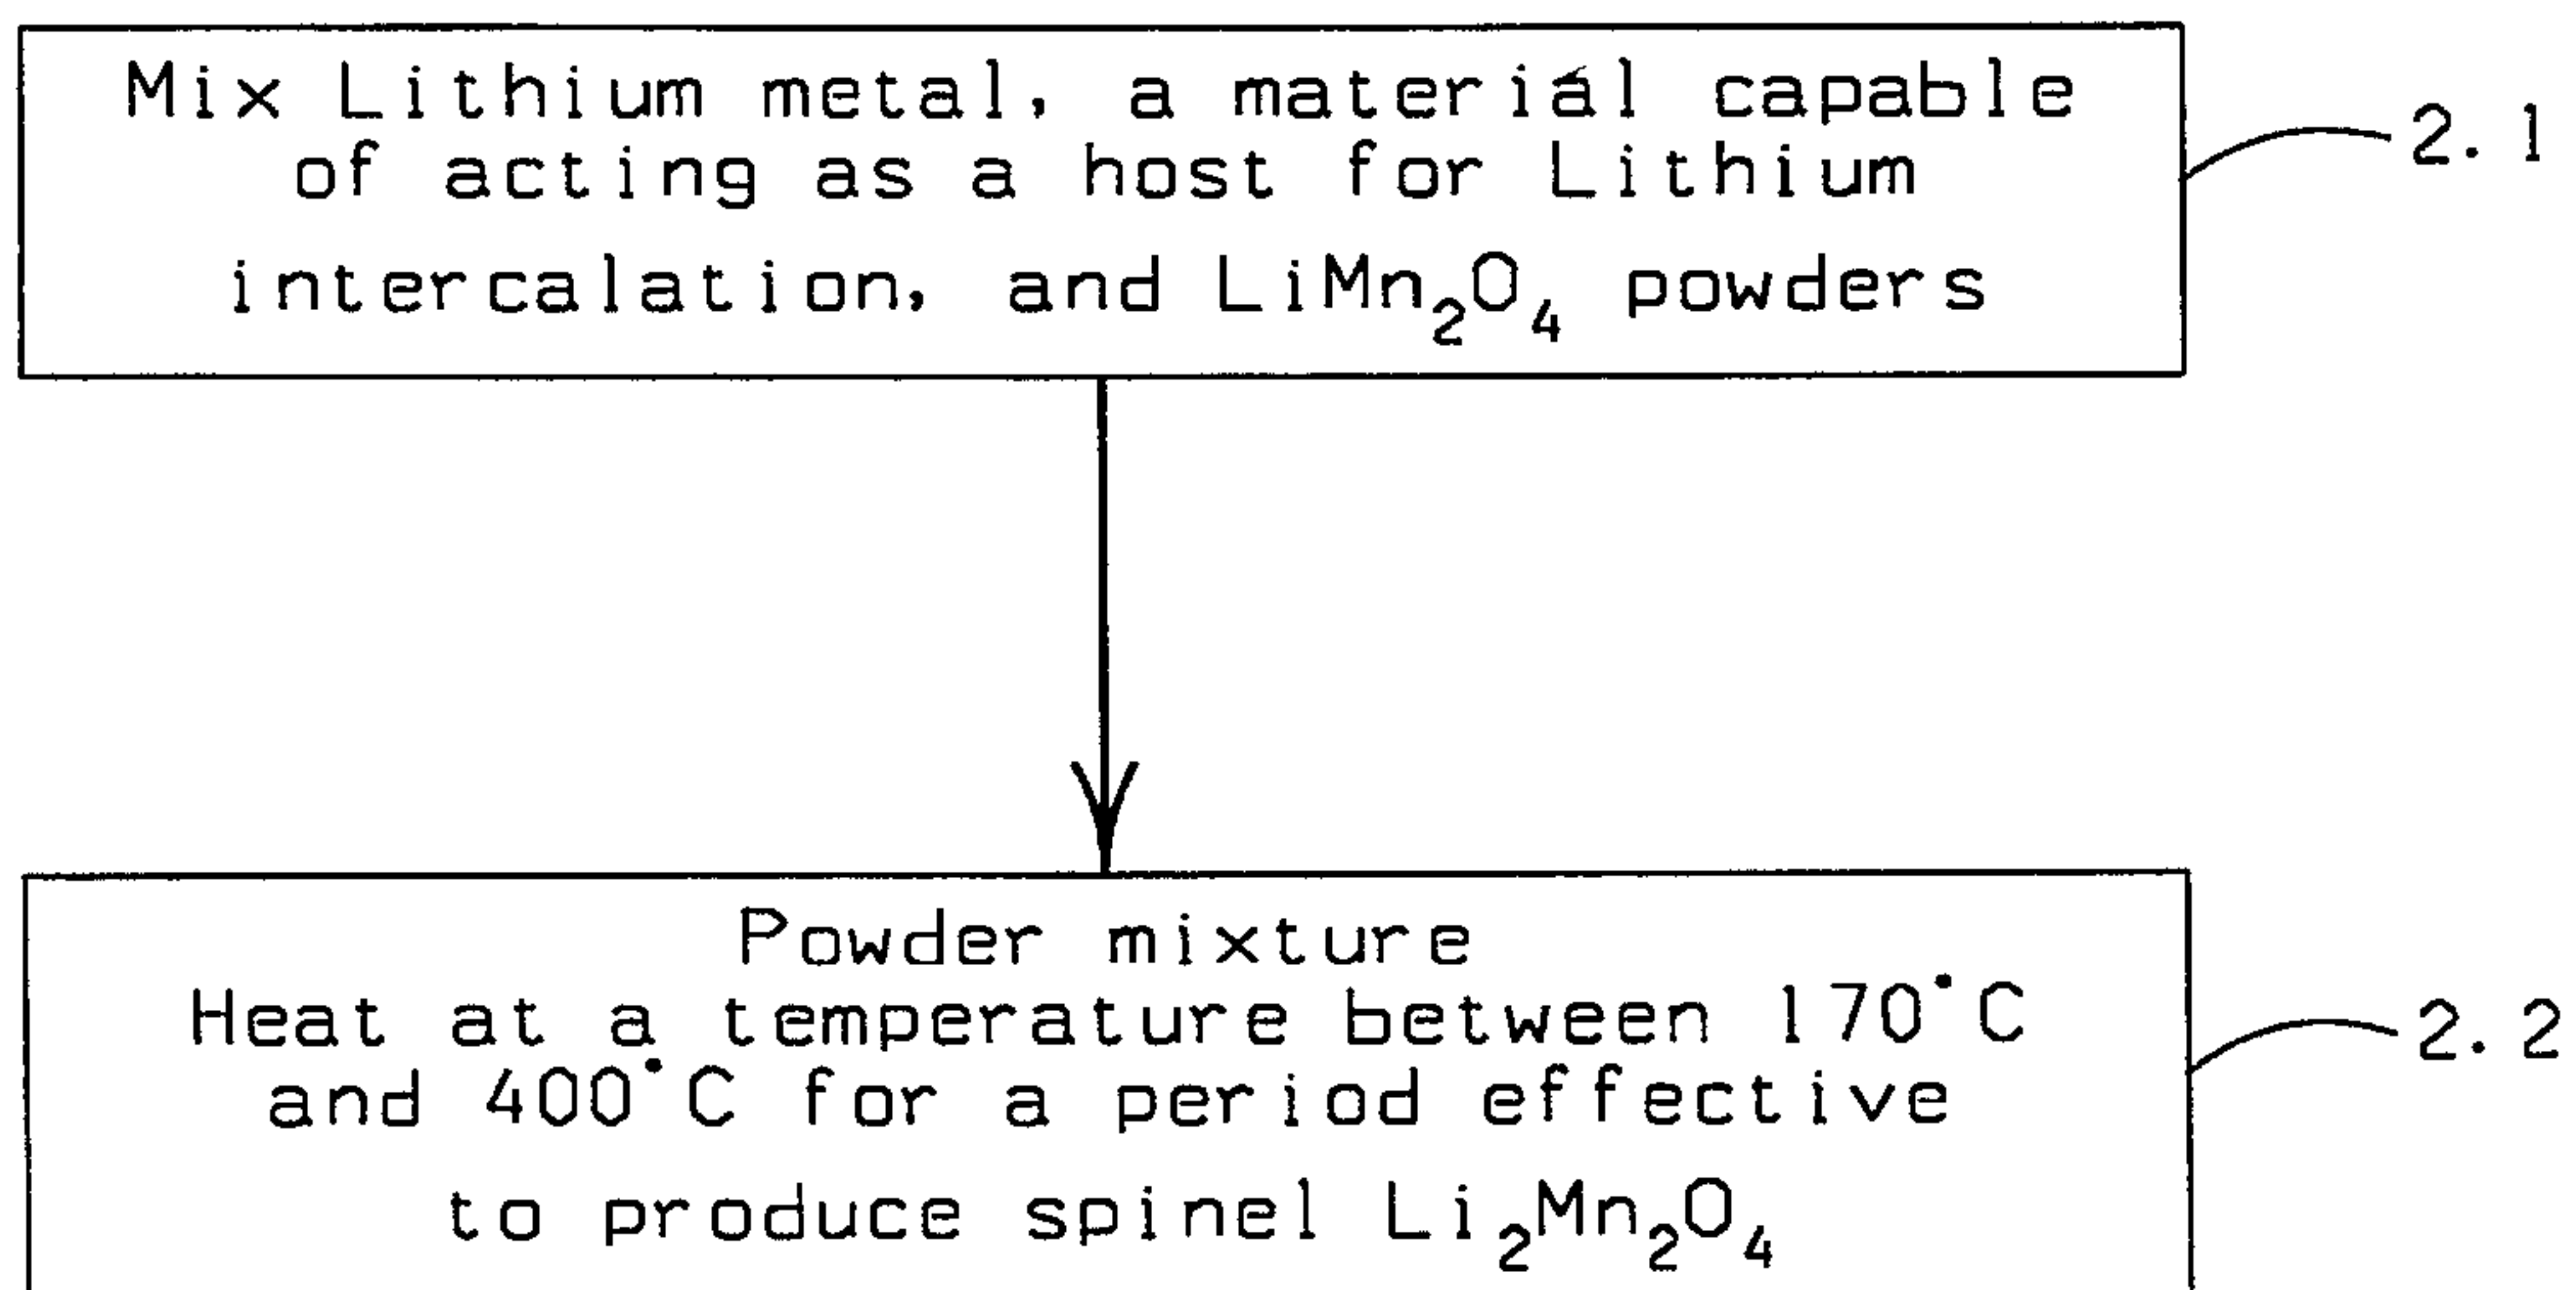 Mix Lithium metal, a material capable
of acting as a host for Lithium
intercalation, and LiMn₂O₄ powders
2.1
Powder mixture
Heat at a temperature between 170°C
and 400°C for a period effective
to produce spinel Li₂Mn₂O₄
2.2